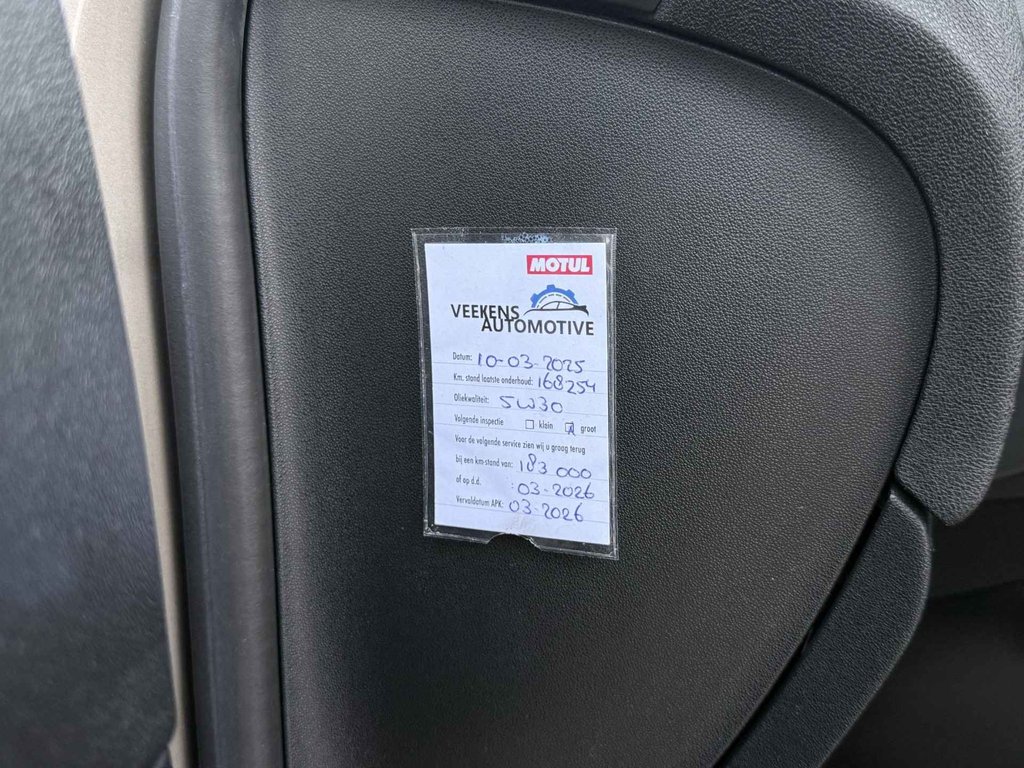 MOTUL
VEEKENS
AUTOMOTIVE
Datum: 10-03-2025
Km. stand laatste onderhoud: 168254
Oliekwaliteit: 5W30
Volgende inspectie klein groot
Voor de volgende service zien wij u graag terug
bij een km-stand van: 183 000
of op d.d. : 03-2026
Vervaldatum APK: 03-2026